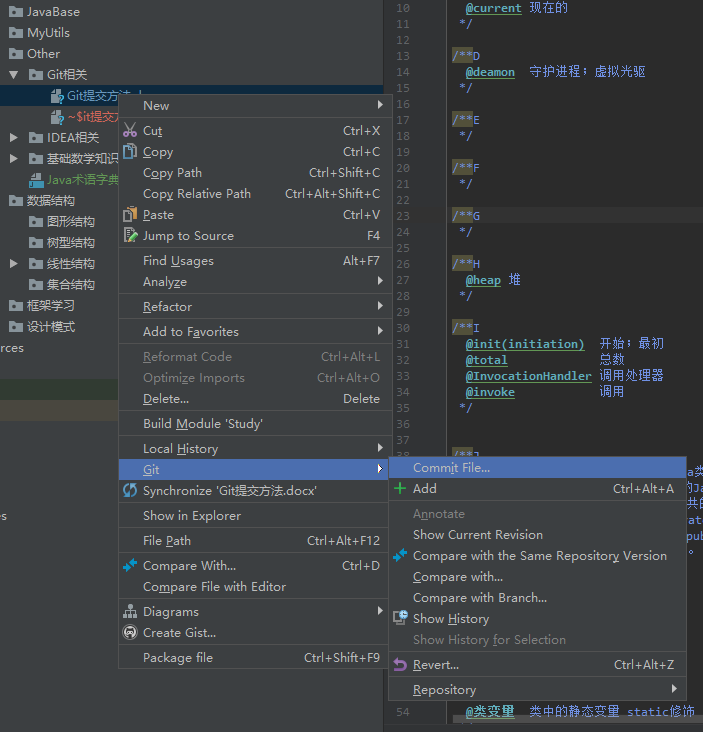 JavaBase
MyUtils
Other
Git相关
Git提交方法
~$it提交方
IDEA相关
基础数学知识
Java术语字典
数据结构
图形结构
树型结构
线性结构
集合结构
框架学习
设计模式
rces
es
New
Cut Ctrl+X
Copy Ctrl+C
Copy Path Ctrl+Shift+C
Copy Relative Path Ctrl+Alt+Shift+C
Paste Ctrl+V
Jump to Source F4
Find Usages Alt+F7
Analyze
Refactor
Add to Favorites
Reformat Code Ctrl+Alt+L
Optimize Imports Ctrl+Alt+O
Delete... Delete
Build Module 'Study'
Local History
Git
Synchronize 'Git提交方法.docx'
Show in Explorer
File Path Ctrl+Alt+F12
Compare With... Ctrl+D
Compare File with Editor
Diagrams
Create Gist...
Package file Ctrl+Shift+F9
Commit File...
Add Ctrl+Alt+A
Annotate
Show Current Revision
Compare with the Same Repository Version
Compare with...
Compare with Branch...
Show History
Show History for Selection
Revert... Ctrl+Alt+Z
Repository
10 @current 现在的
11 */
12
13 /**D
14 @deamon 守护进程；虚拟光驱
15 */
16
17 /**E
18 */
19
20 /**F
21 */
22
23 /**G
24 */
25
26 /**H
27 @heap 堆
28 */
29
30 /**I
31 @init(initiation) 开始；最初
32 @total 总数
33 @InvocationHandler 调用处理器
34 @invoke 调用
35 */
36
37
38 /**J
a类
的Ja
共的
ate
pub
。
54 @类变量 类中的静态变量 static修饰